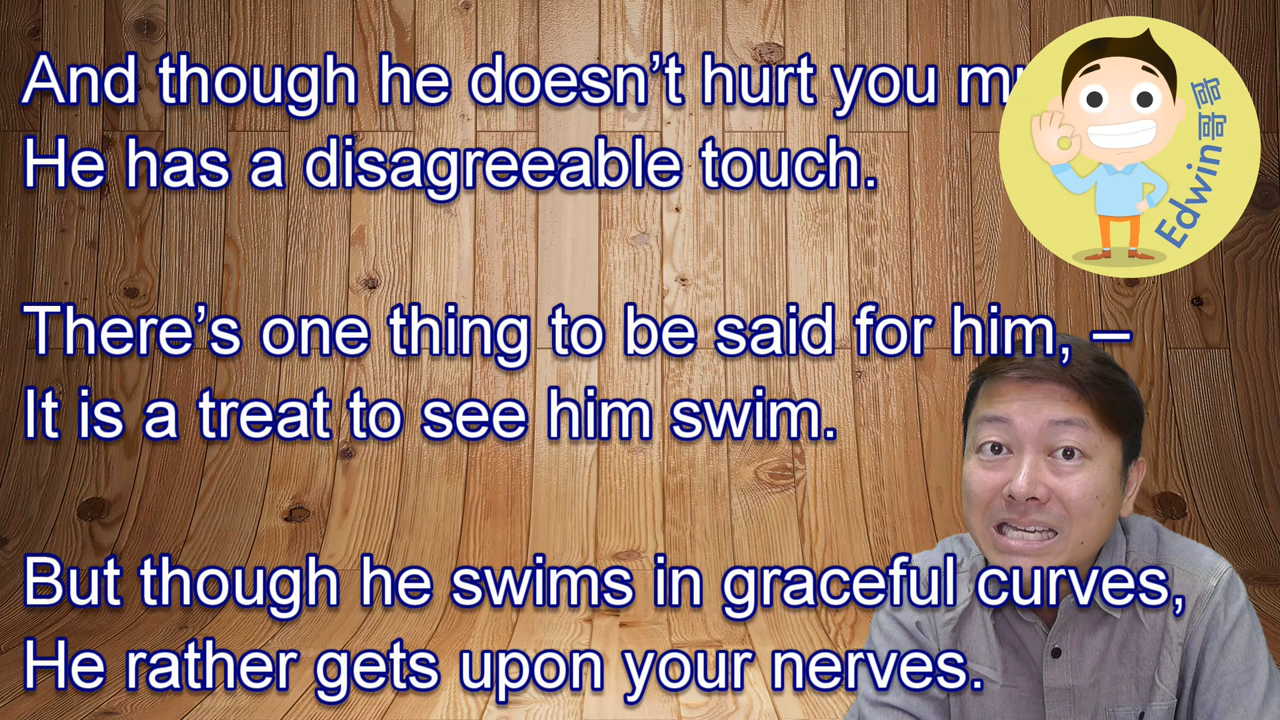 And though he doesn’t hurt you
He has a disagreeable touch.
There’s one thing to be said for him, –
It is a treat to see him swim.
But though he swims in graceful curves,
He rather gets upon your nerves.
Edwin哥哥